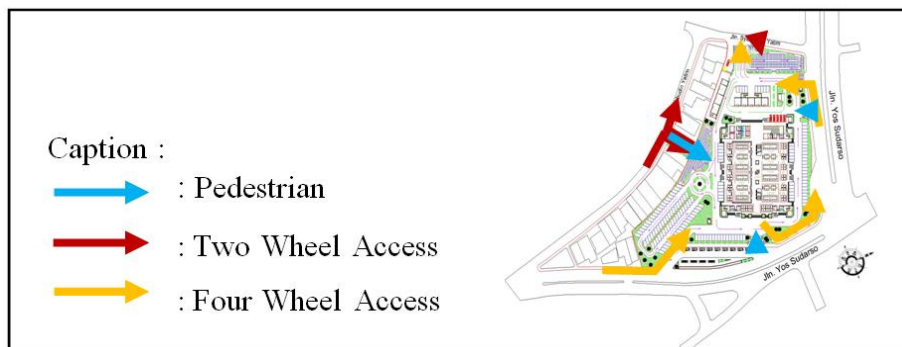 Caption :
: Pedestrian
: Two Wheel Access
: Four Wheel Access
Jln. Yos Sudarso
Jln. Yos Sudarso